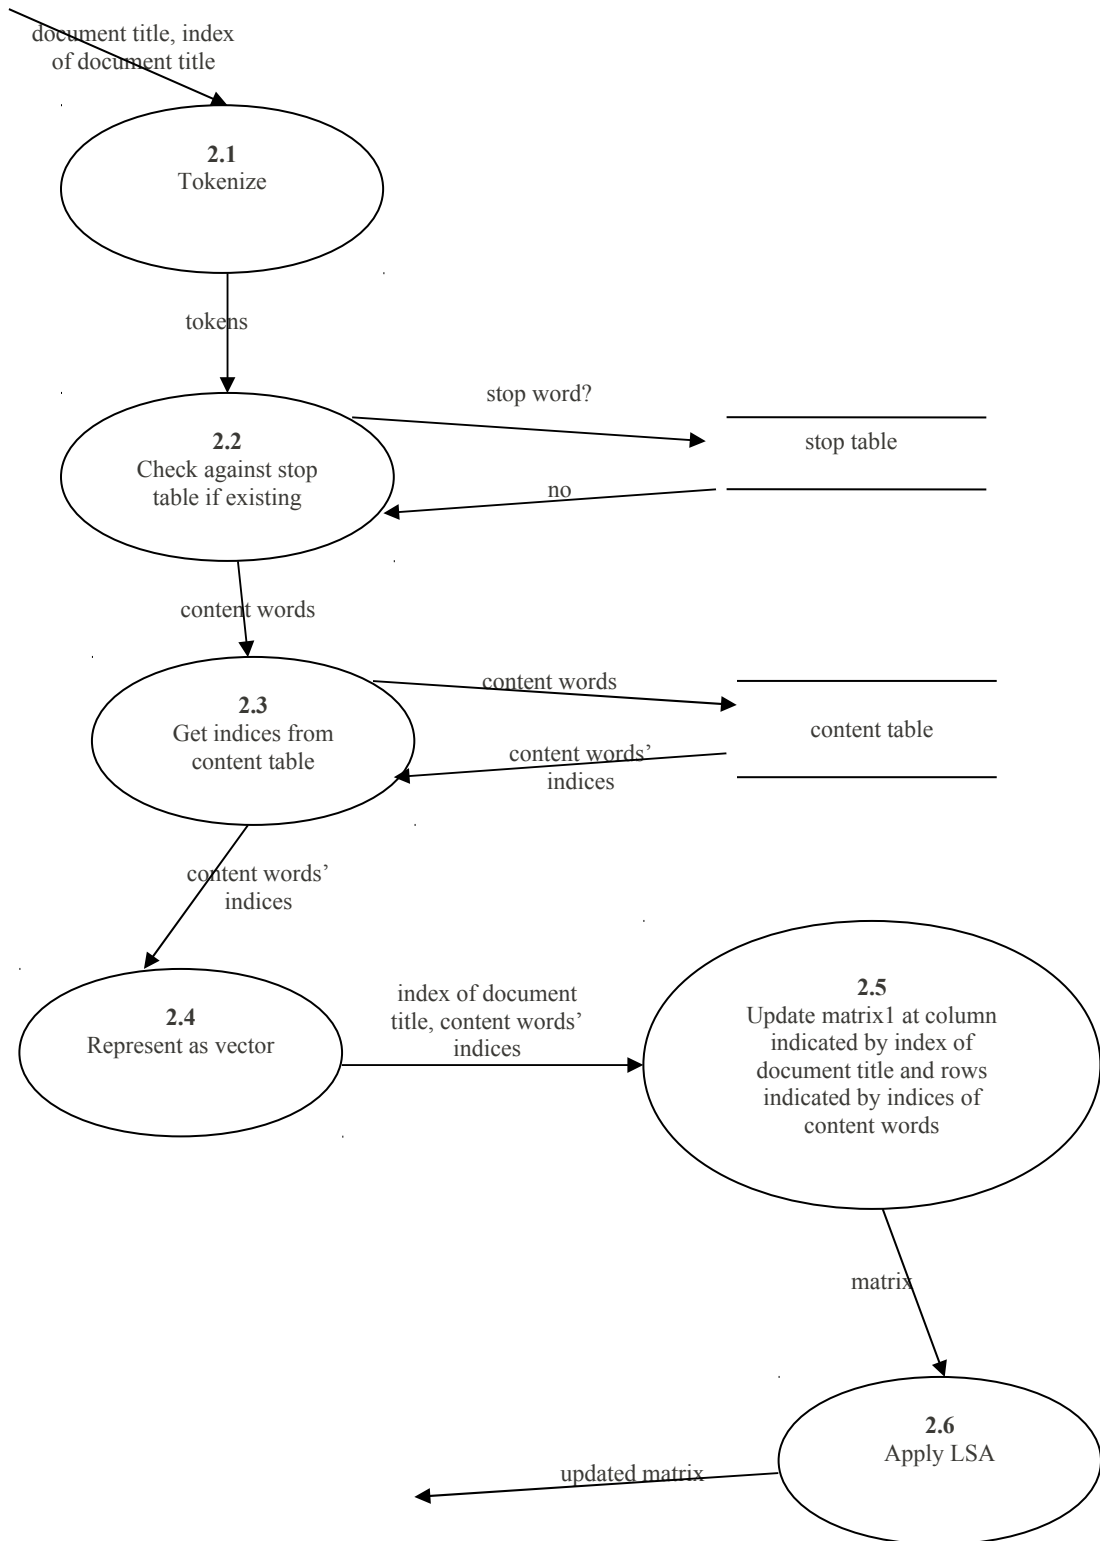 document title, index
of document title
2.1
Tokenize
tokens
stop word?
2.2
Check against stop
table if existing
stop table
no
content words
2.3
Get indices from
content table
content words
content table
content words’
indices
content words’
indices
2.4
Represent as vector
index of document
title, content words’
indices
2.5
Update matrix1 at column
indicated by index of
document title and rows
indicated by indices of
content words
matrix
2.6
Apply LSA
updated matrix